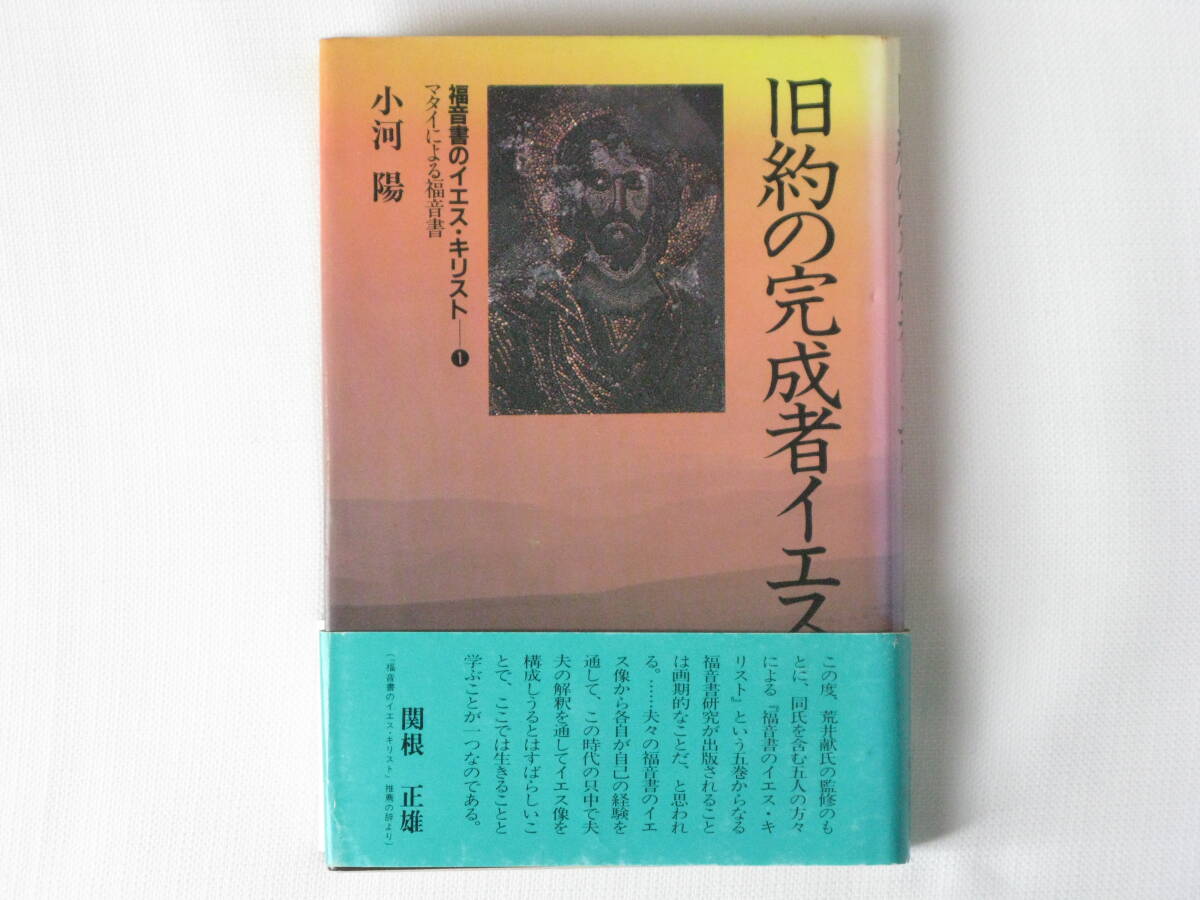 旧約の完成者イエス
福音書のイエス・キリスト——❶
マタイによる福音書
小河 陽
この度、荒井献氏の監修のも
とに、同氏を含む五人の方々
による『福音書のイエス・キ
リスト』という五巻からなる
福音書研究が出版されること
は画期的なことだ、と思われ
る。……夫々の福音書のイエ
ス像から各自が自己の経験を
通して、この時代の只中で夫
夫の解釈を通してイエス像を
構成しうるとはすばらしいこ
とで、ここでは生きることと
学ぶことが一つなのである。
関根 正雄
(「福音書のイエス・キリスト」推薦の辞より)